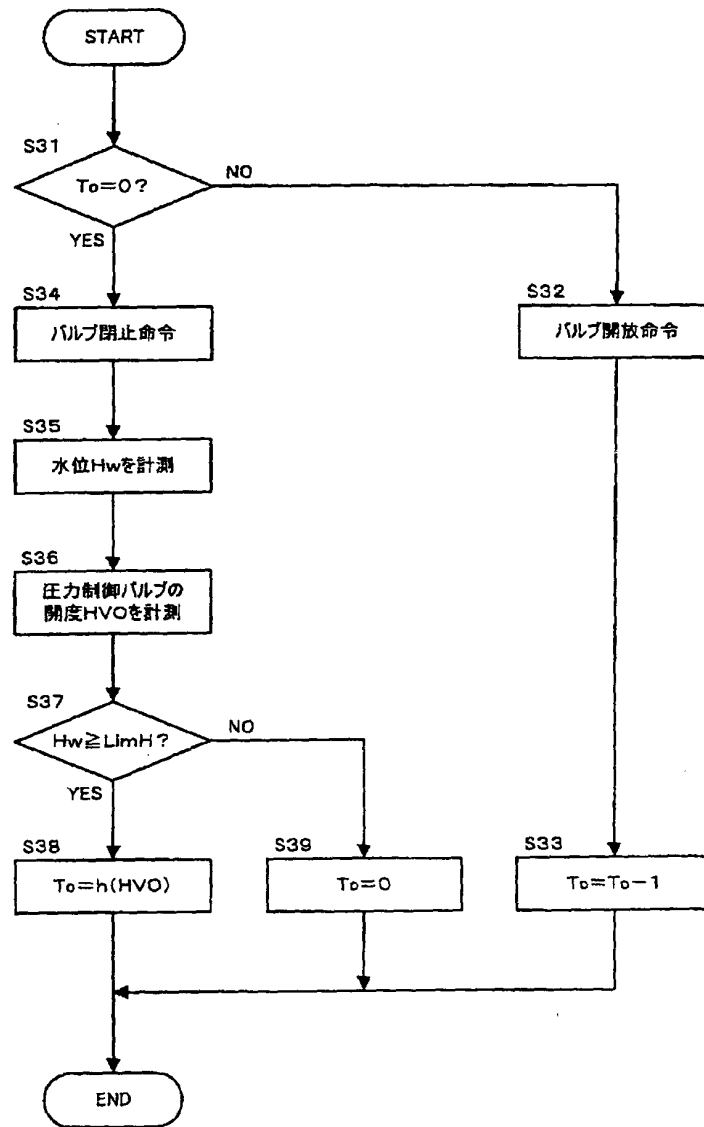 START
S31
To=0?
NO
YES
S34
バルブ閉止命令
S32
バルブ開放命令
S35
水位Hwを計測
S36
圧力制御バルブの
開度HVOを計測
S37
Hw≧LimH?
NO
YES
S38
To=h(HVO)
S39
To=0
S33
To=To-1
END